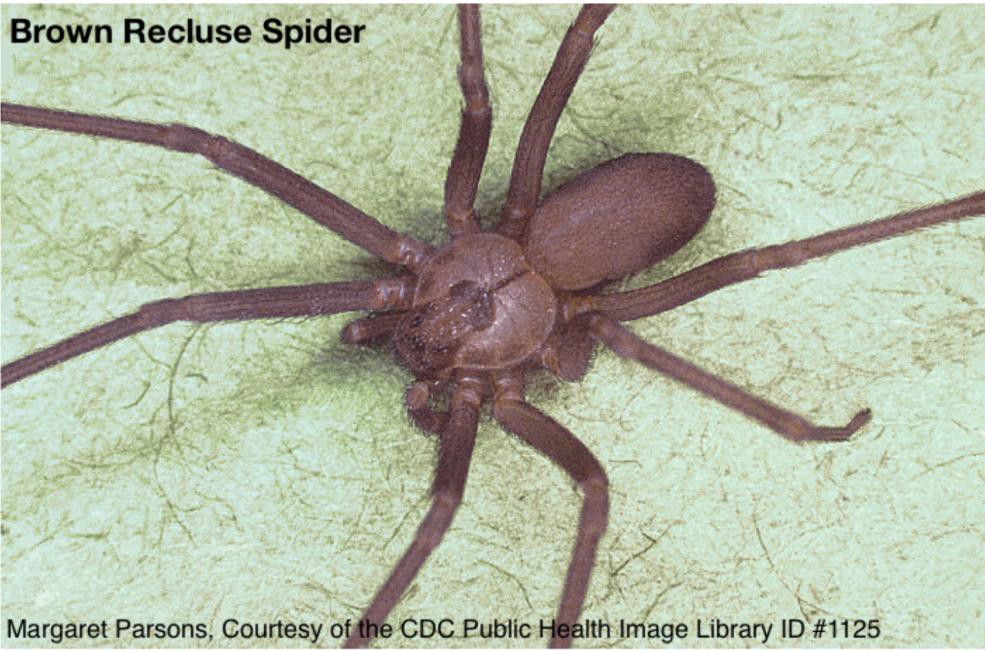 Brown Recluse Spider
Margaret Parsons, Courtesy of the CDC Public Health Image Library ID #1125